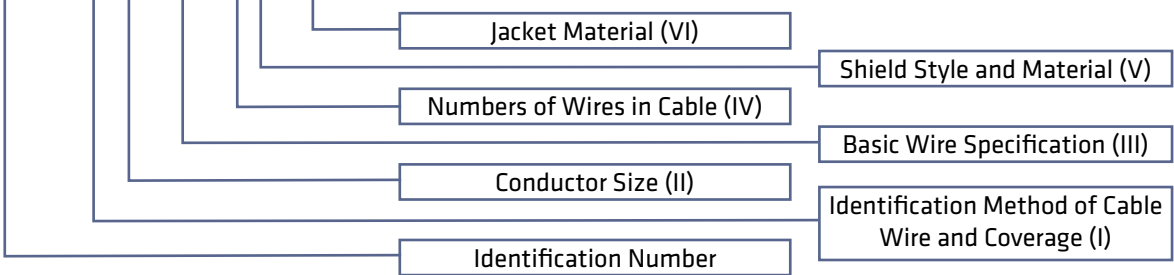 Jacket Material (VI)
Shield Style and Material (V)
Numbers of Wires in Cable (IV)
Basic Wire Specification (III)
Conductor Size (II)
Identification Method of Cable
Wire and Coverage (I)
Identification Number